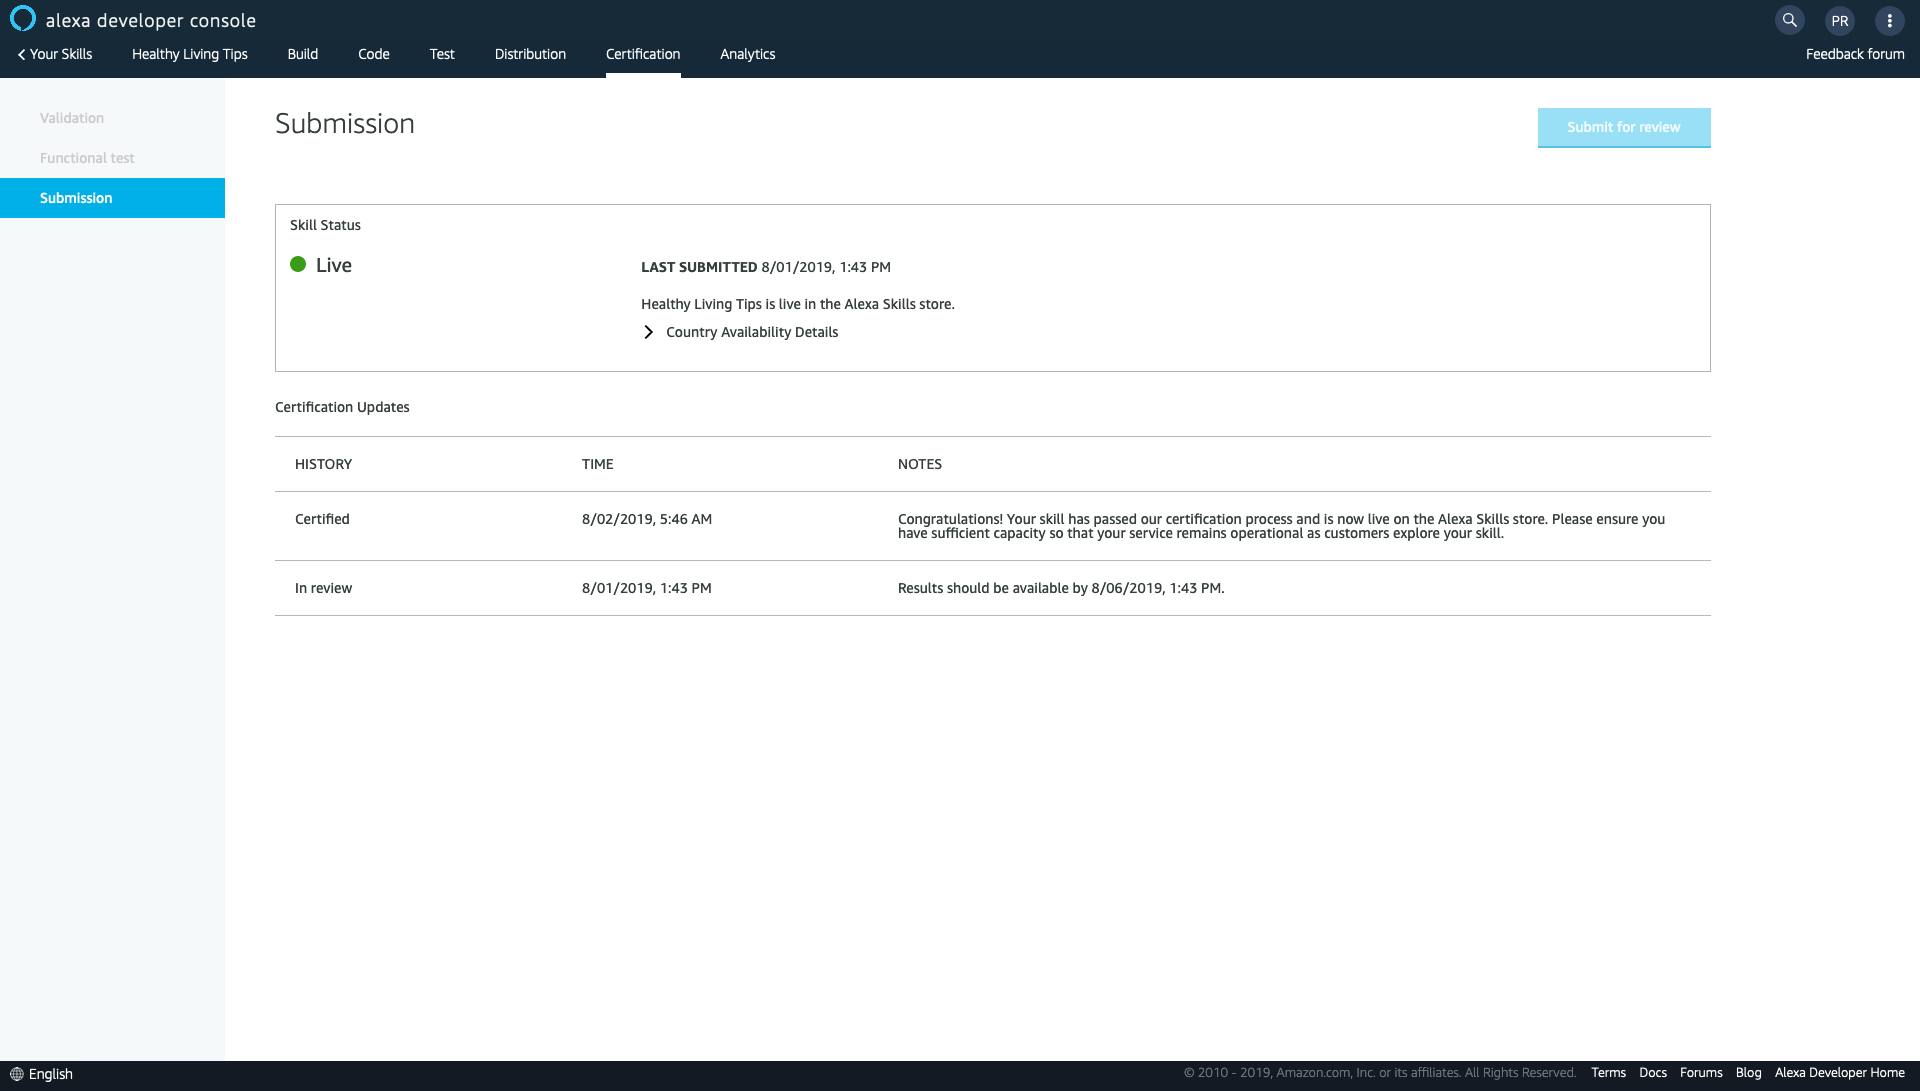 alexa developer console
PR
Your Skills
Healthy Living Tips
Build
Code
Test
Distribution
Certification
Analytics
Feedback forum
Validation
Functional test
Submission
Submission
Submit for review
Skill Status
Live
LAST SUBMITTED 8/01/2019, 1:43 PM
Healthy Living Tips is live in the Alexa Skills store.
Country Availability Details
Certification Updates
HISTORY TIME NOTES
Certified 8/02/2019, 5:46 AM Congratulations! Your skill has passed our certification process and is now live on the Alexa Skills store. Please ensure you
have sufficient capacity so that your service remains operational as customers explore your skill.
In review 8/01/2019, 1:43 PM Results should be available by 8/06/2019, 1:43 PM.
English
© 2010 - 2019, Amazon.com, Inc. or its affiliates. All Rights Reserved. Terms Docs Forums Blog Alexa Developer Home